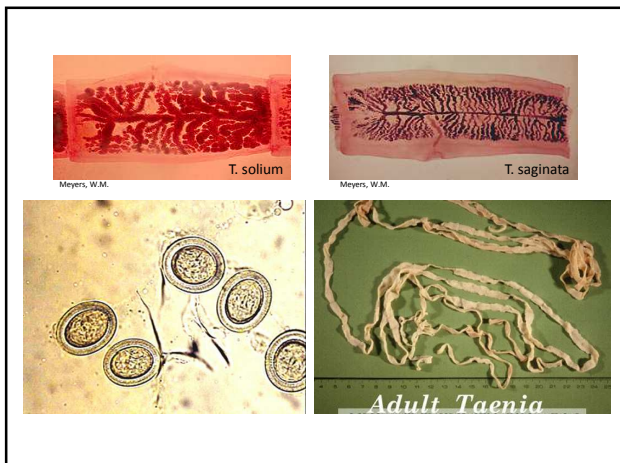 T. solium
T. saginata
Meyers, W.M.
Meyers, W.M.
Adult Taenia